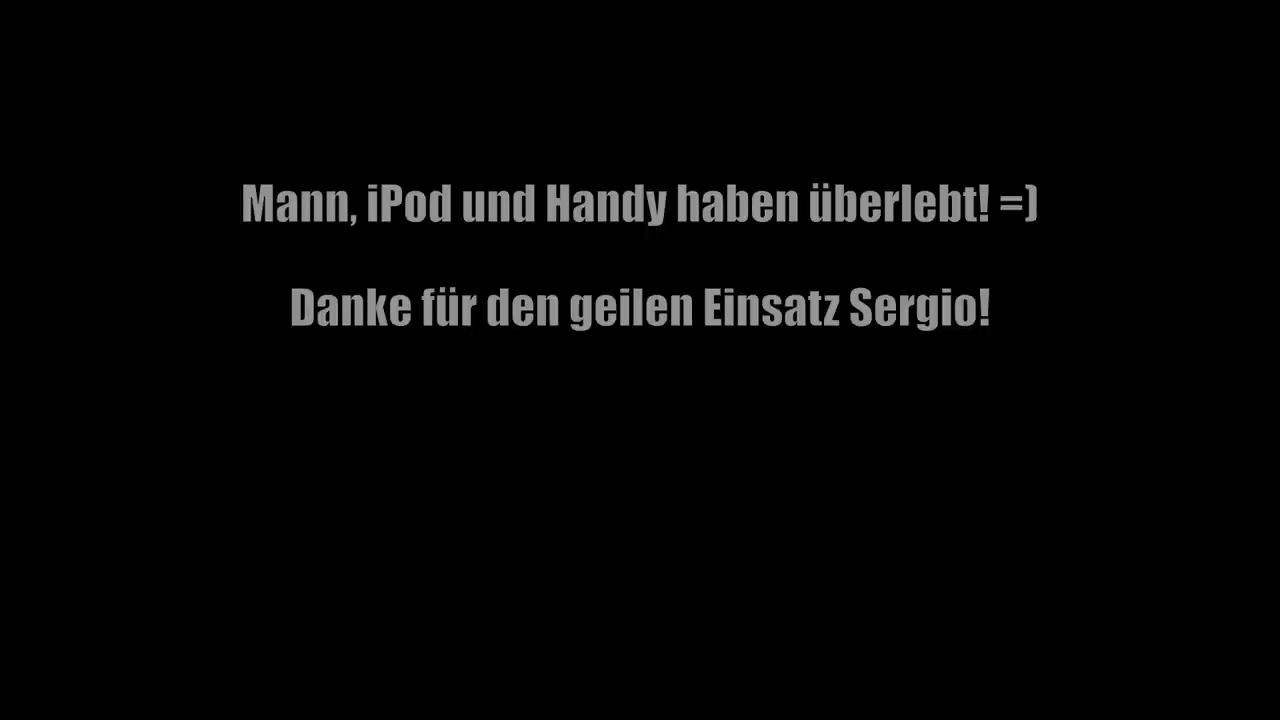 Mann, iPod und Handy haben überlebt! =)
Danke für den geilen Einsatz Sergio!